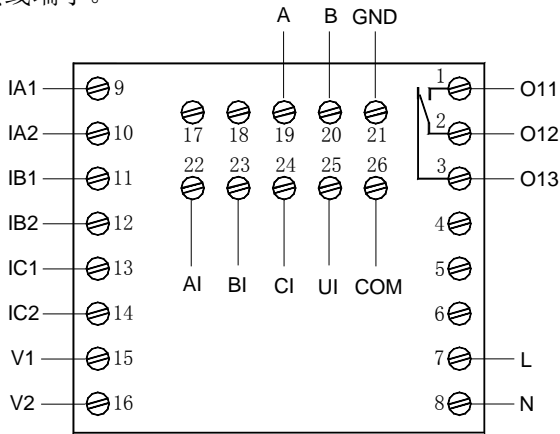 端子。
A B GND
IA1 9 1 O11
17 18 19 20 21
IA2 10 2 O12
22 23 24 25 26
IB1 11 3 O13
IB2 12 4
IC1 13 5
AI BI CI UI COM
IC2 14 6
V1 15 7 L
V2 16 8 N